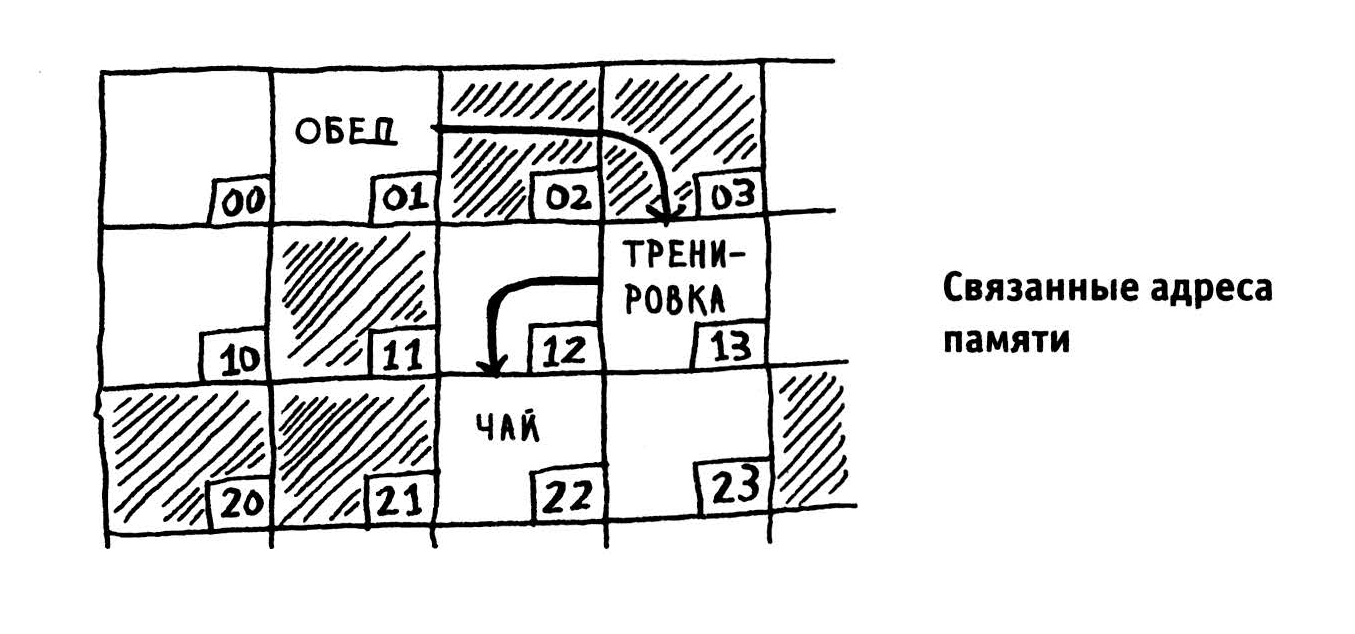 ОБЕД
00
01
02
03
ТРЕНИ-
РОВКА
10
11
12
13
ЧАЙ
20
21
22
23
Связанные адреса
памяти